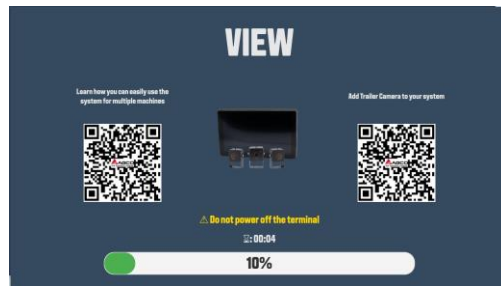 VIEW
Learn how you can easily use the
system for multiple machines
Add Trailer Camera to your system
⚠ Do not power off the terminal
⌛: 00:04
10%